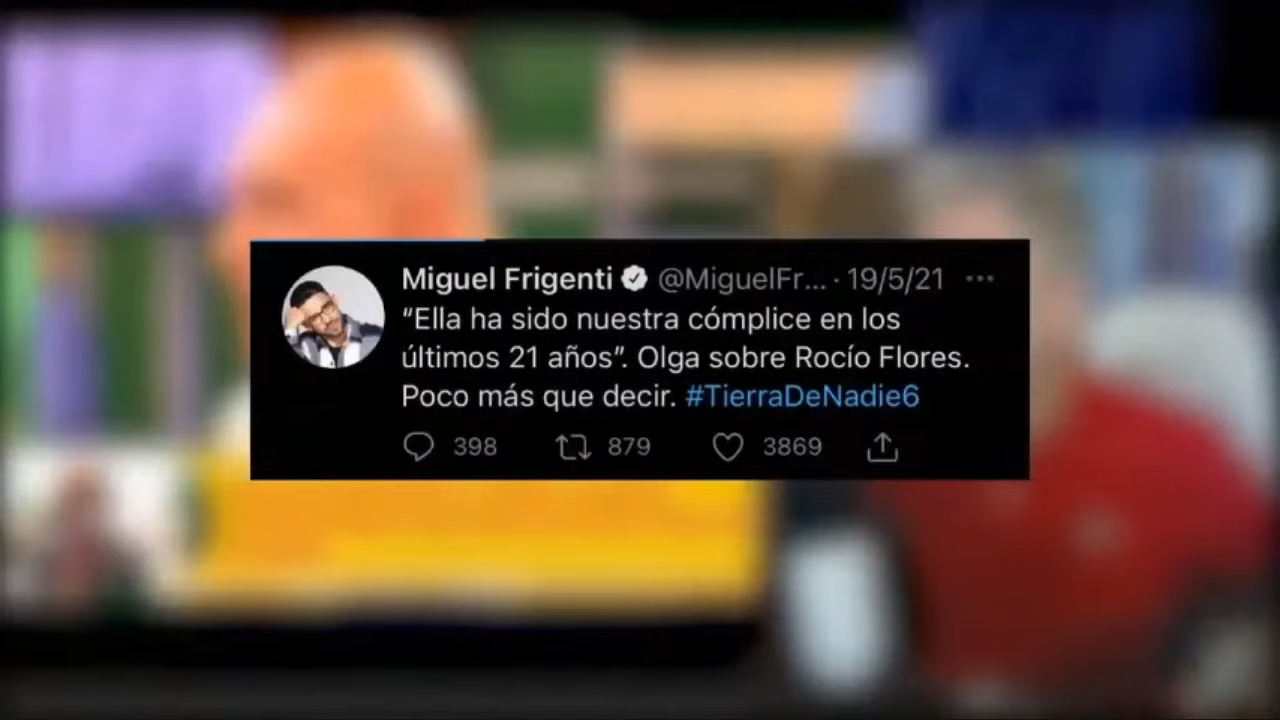 Miguel Frigenti @MiguelFr... · 19/5/21
"Ella ha sido nuestra cómplice en los
últimos 21 años". Olga sobre Rocío Flores.
Poco más que decir. #TierraDeNadie6
398 879 3869